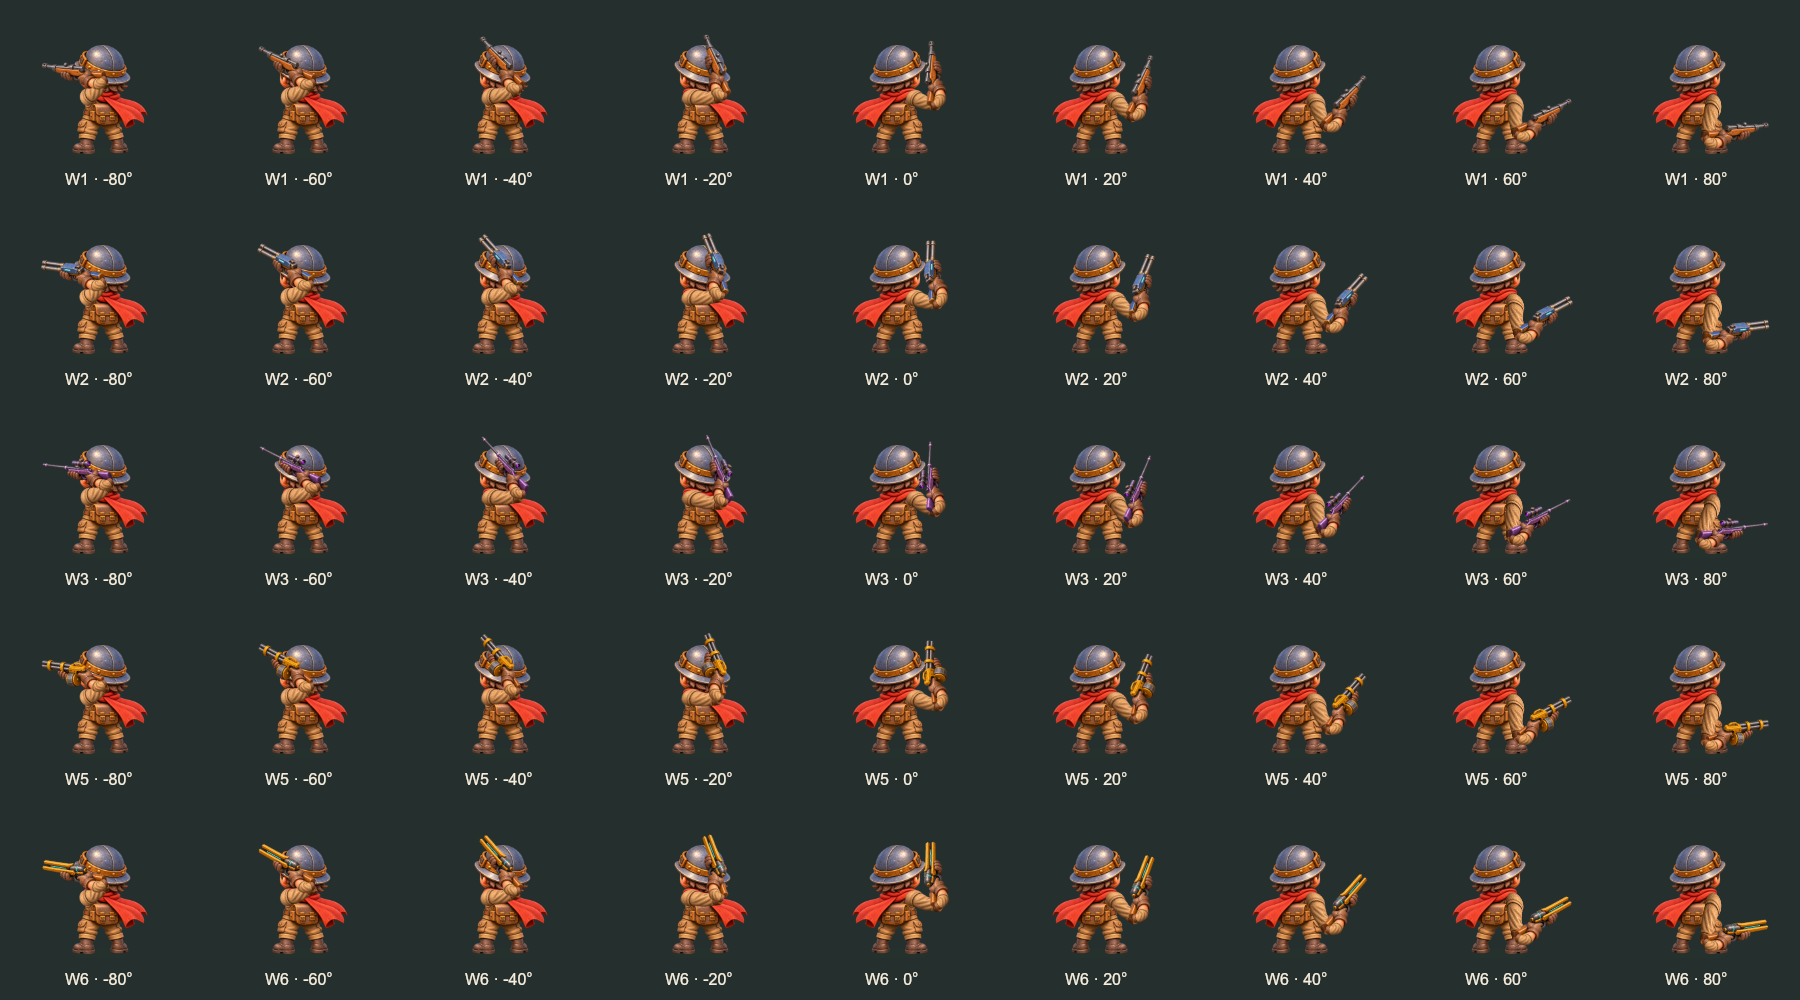 W1 · -80°
W1 · -60°
W1 · -40°
W1 · -20°
W1 · 0°
W1 · 20°
W1 · 40°
W1 · 60°
W1 · 80°
W2 · -80°
W2 · -60°
W2 · -40°
W2 · -20°
W2 · 0°
W2 · 20°
W2 · 40°
W2 · 60°
W2 · 80°
W3 · -80°
W3 · -60°
W3 · -40°
W3 · -20°
W3 · 0°
W3 · 20°
W3 · 40°
W3 · 60°
W3 · 80°
W5 · -80°
W5 · -60°
W5 · -40°
W5 · -20°
W5 · 0°
W5 · 20°
W5 · 40°
W5 · 60°
W5 · 80°
W6 · -80°
W6 · -60°
W6 · -40°
W6 · -20°
W6 · 0°
W6 · 20°
W6 · 40°
W6 · 60°
W6 · 80°